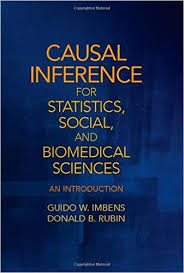 CAUSAL
INFERENCE
FOR
STATISTICS,
SOCIAL,
AND
BIOMEDICAL
SCIENCES
AN INTRODUCTION
GUIDO W. IMBENS
DONALD B. RUBIN